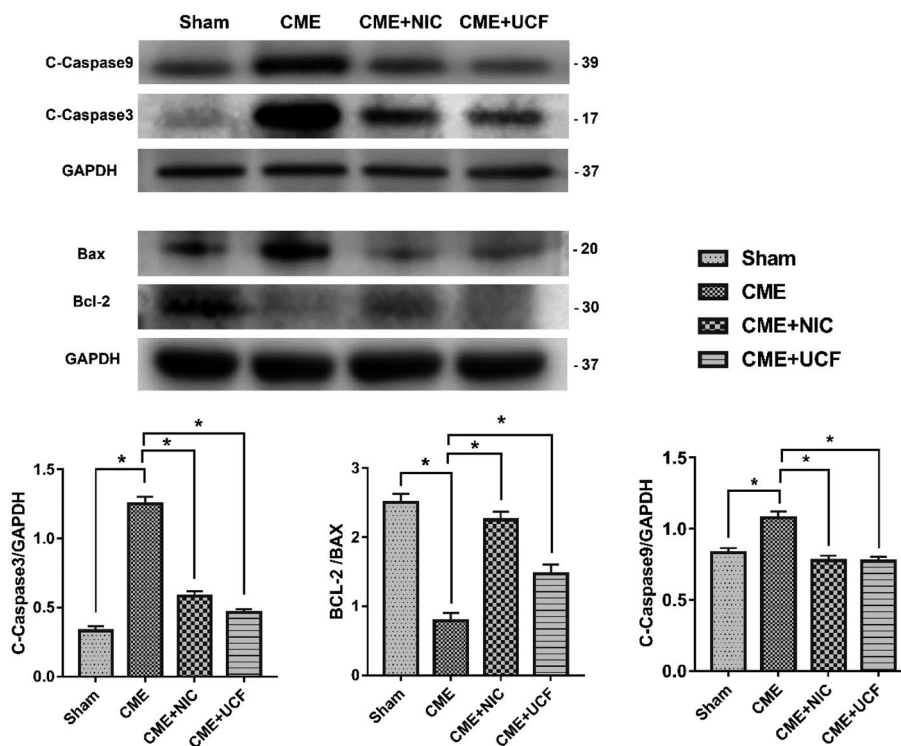 Sham CME CME+NIC CME+UCF
C-Caspase9 - 39
C-Caspase3 - 17
GAPDH - 37
Bax - 20
Bcl-2 - 30
GAPDH - 37
Sham
CME
CME+NIC
CME+UCF
C-Caspase3/GAPDH
1.5
1.0
0.5
0.0
* * *
Sham CME CME+NIC CME+UCF
BCL-2 /BAX
3
2
1
0
* * *
Sham CME CME+NIC CME+UCF
C-Caspase9/GAPDH
1.5
1.0
0.5
0.0
* * *
Sham CME CME+NIC CME+UCF